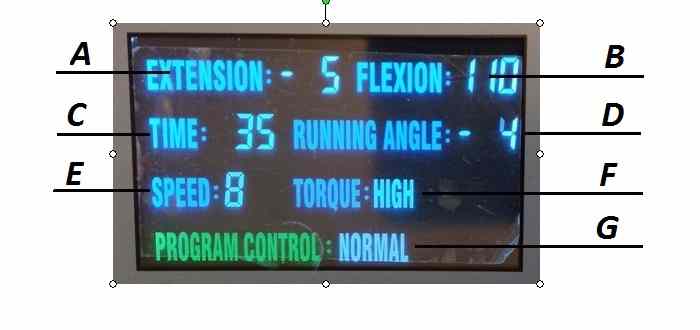 A EXTENSION: - 5 FLEXION: 110 B
C TIME: 35 RUNNING ANGLE: - 4 D
E SPEED: 8 TORQUE: HIGH F
PROGRAM CONTROL: NORMAL G